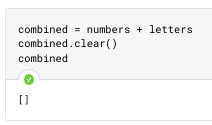 combined = numbers + letters
combined.clear()
combined
[]